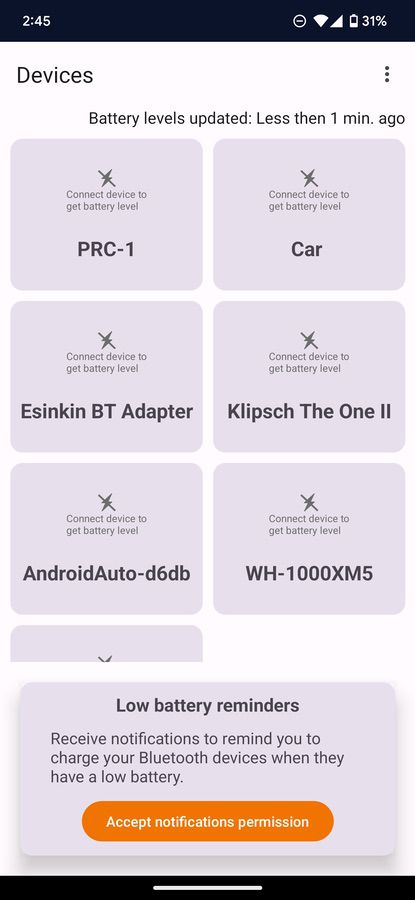 2:45
31%
Devices
Battery levels updated: Less then 1 min. ago
Connect device to
get battery level
PRC-1
Connect device to
get battery level
Car
Connect device to
get battery level
Esinkin BT Adapter
Connect device to
get battery level
Klipsch The One II
Connect device to
get battery level
AndroidAuto-d6db
Connect device to
get battery level
WH-1000XM5
Low battery reminders
Receive notifications to remind you to
charge your Bluetooth devices when they
have a low battery.
Accept notifications permission